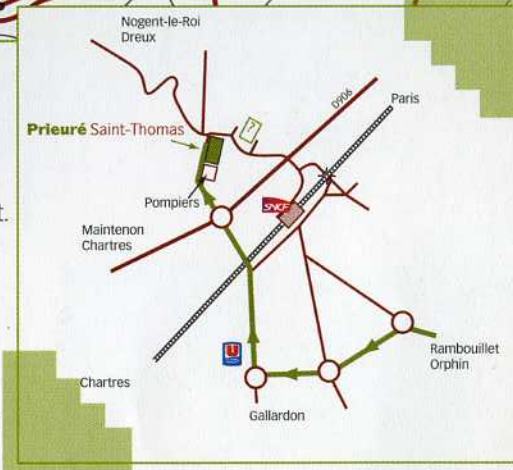 Nogent-le-Roi
Dreux
D906
Paris
Prieuré Saint-Thomas
?
Pompiers
SNCF
t.
Maintenon
Chartres
U
Rambouillet
Orphin
Chartres
Gallardon